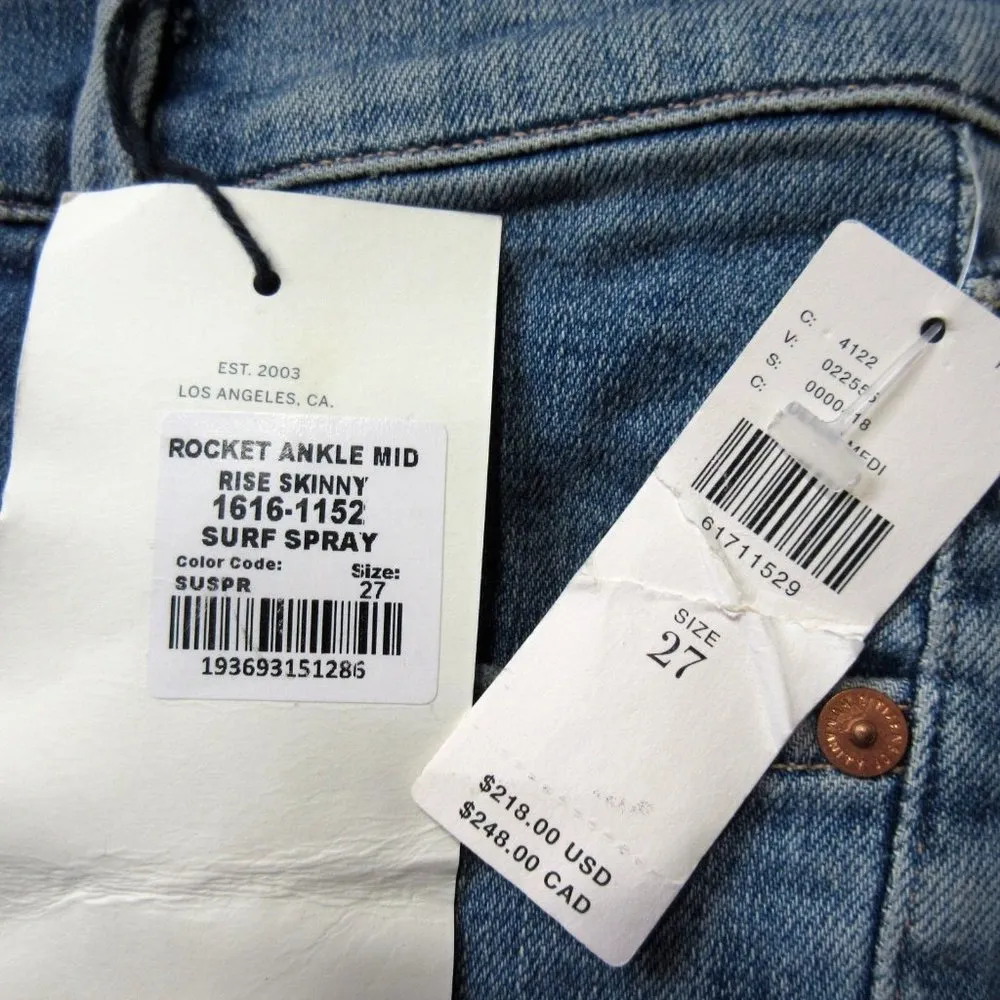 EST. 2003
LOS ANGELES, CA.
ROCKET ANKLE MID
RISE SKINNY
1616-1152
SURF SPRAY
Color Code: Size:
SUSPR 27
193693151286
C: 4122
V:
S:
C: MEDI
61711529
SIZE
27
$218.00 USD
$248.00 CAD